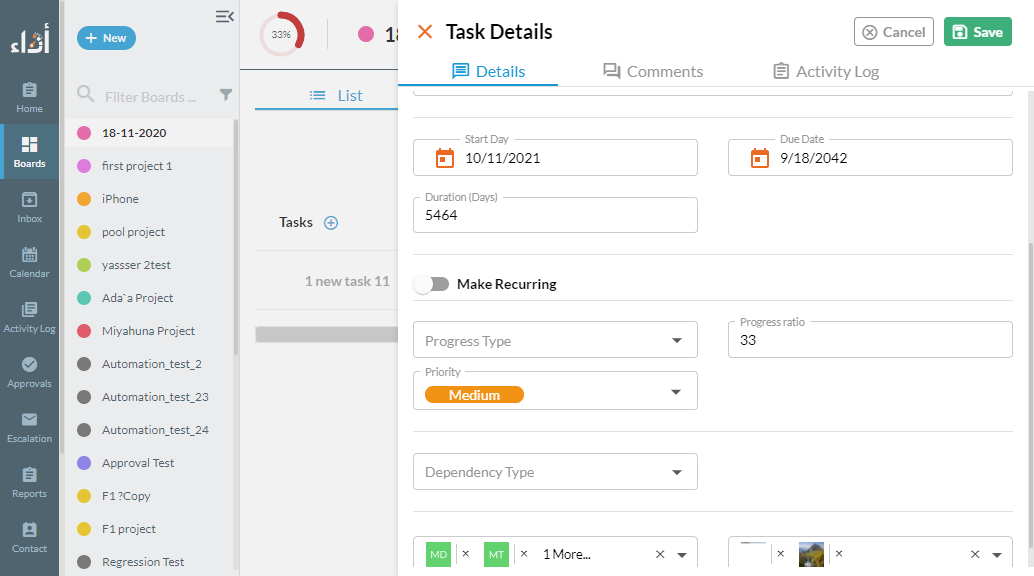 أداء
Home
Boards
Inbox
Calendar
Activity Log
Approvals
Escalation
Reports
Contact
+ New
Filter Boards ...
18-11-2020
first project 1
iPhone
pool project
yassser 2test
Ada`a Project
Miyahuna Project
Automation_test_2
Automation_test_23
Automation_test_24
Approval Test
F1 ?Copy
F1 project
Regression Test
33%
List
Tasks
1 new task 11
Task Details
Cancel
Save
Details
Comments
Activity Log
Start Day
10/11/2021
Due Date
9/18/2042
Duration (Days)
5464
Make Recurring
Progress Type
Progress ratio
33
Priority
Medium
Dependency Type
MD × MT × 1 More...